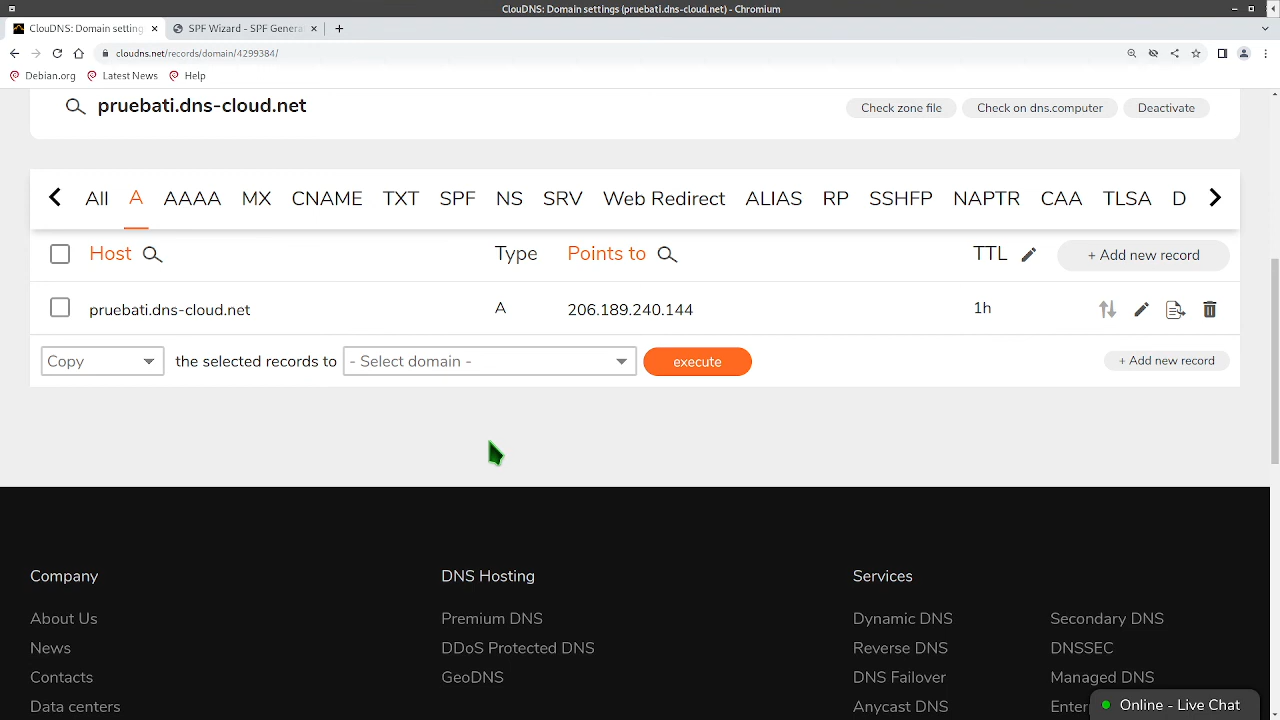 ClouDNS: Domain settings (pruebati.dns-cloud.net) - Chromium
ClouDNS: Domain setting
SPF Wizard - SPF Genera
cloudns.net/records/domain/4299384/
Debian.org Latest News Help
pruebati.dns-cloud.net
Check zone file Check on dns.computer Deactivate
All A AAAA MX CNAME TXT SPF NS SRV Web Redirect ALIAS RP SSHFP NAPTR CAA TLSA D
Host Type Points to TTL + Add new record
pruebati.dns-cloud.net A 206.189.240.144 1h
Copy the selected records to - Select domain - execute + Add new record
Company DNS Hosting Services
About Us Premium DNS Dynamic DNS Secondary DNS
News DDoS Protected DNS Reverse DNS DNSSEC
Contacts GeoDNS DNS Failover Managed DNS
Data centers Anycast DNS Enter
Online - Live Chat